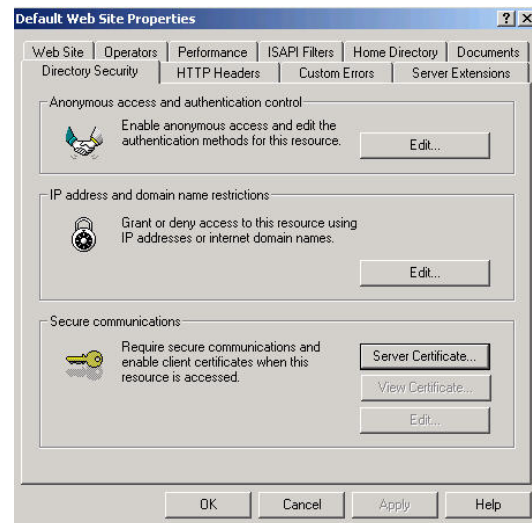 Default Web Site Properties
Web Site Operators Performance ISAPI Filters Home Directory Documents
Directory Security HTTP Headers Custom Errors Server Extensions
Anonymous access and authentication control
Enable anonymous access and edit the
authentication methods for this resource.
Edit...
IP address and domain name restrictions
Grant or deny access to this resource using
IP addresses or internet domain names.
Edit...
Secure communications
Require secure communications and
enable client certificates when this
resource is accessed.
Server Certificate...
View Certificate...
Edit...
OK Cancel Apply Help